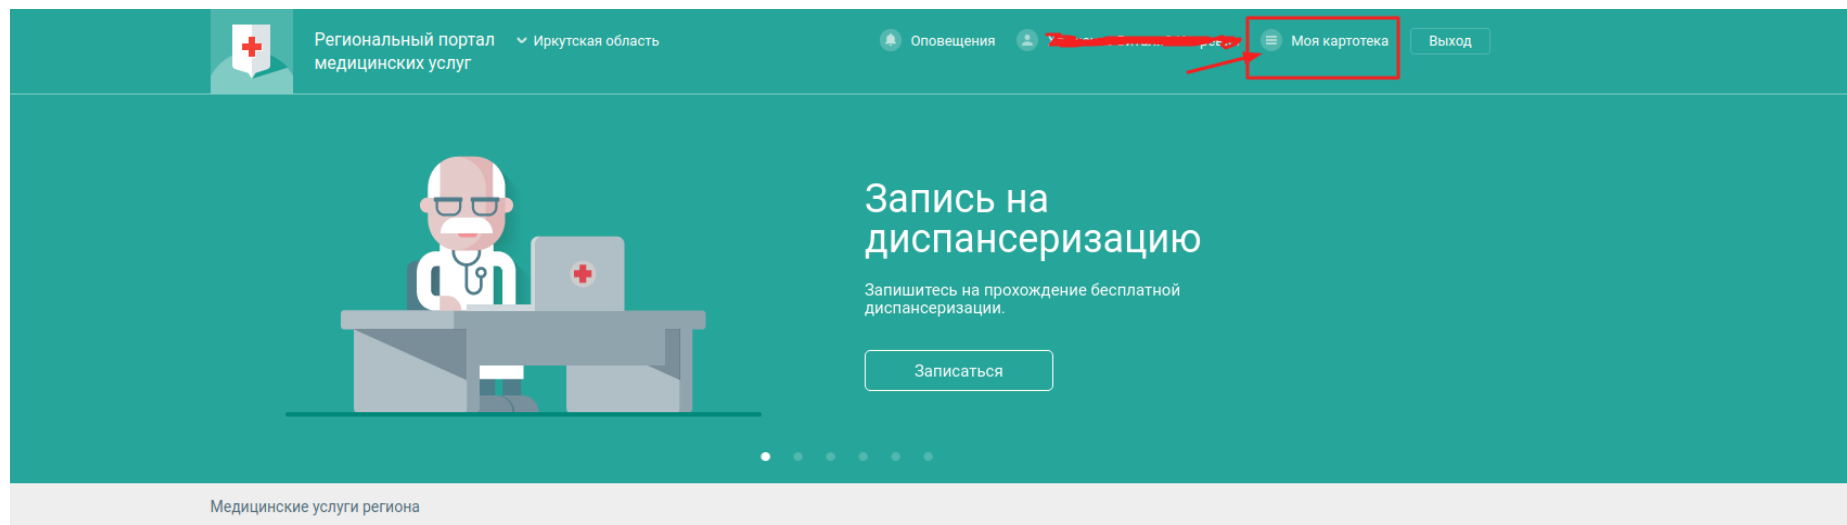 Региональный портал
медицинских услуг
Иркутская область
Оповещения
Моя картотека
Выход
Запись на
диспансеризацию
Запишитесь на прохождение бесплатной
диспансеризации.
Записаться
Медицинские услуги региона